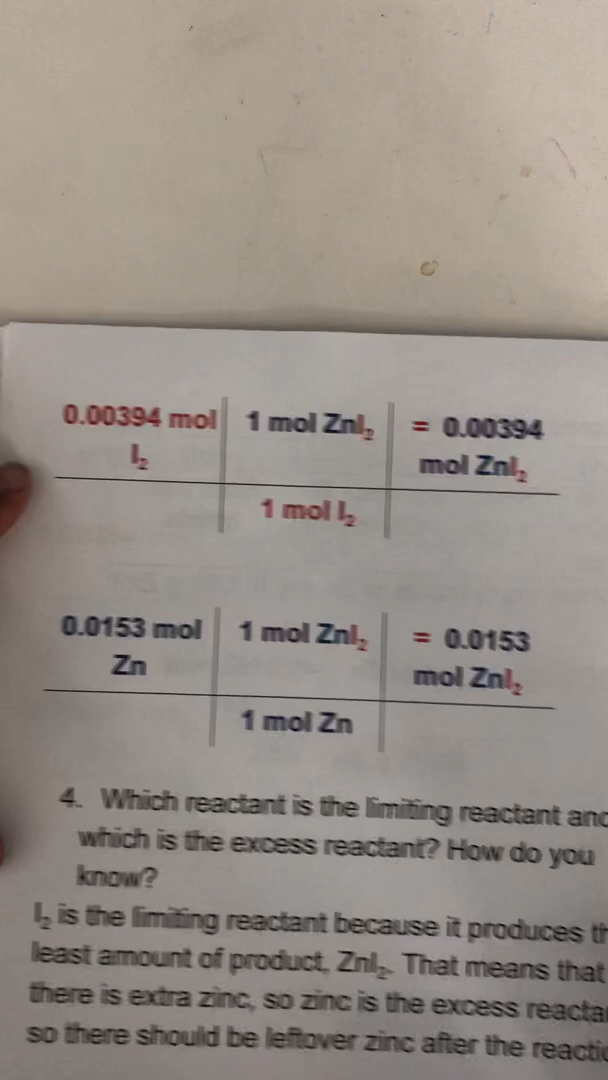 0.00394 mol | 1 mol ZnI₂ | = 0.00394
I₂ | | mol ZnI₂
1 mol I₂
0.0153 mol | 1 mol ZnI₂ | = 0.0153
Zn | | mol ZnI₂
1 mol Zn
4. Which reactant is the limiting reactant and
which is the excess reactant? How do you
know?
I₂ is the limiting reactant because it produces
least amount of product, ZnI₂. That means that
there is extra zinc, so zinc is the excess
so there should be leftover zinc after the